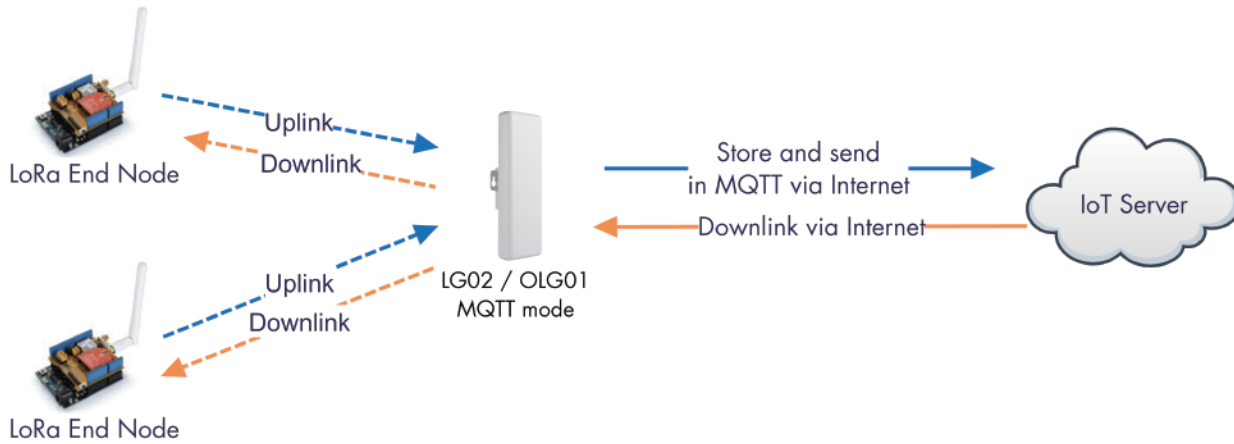 Uplink
Downlink
LoRa End Node
Store and send
in MQTT via Internet
Downlink via Internet
IoT Server
LG02 / OLG01
MQTT mode
Uplink
Downlink
LoRa End Node